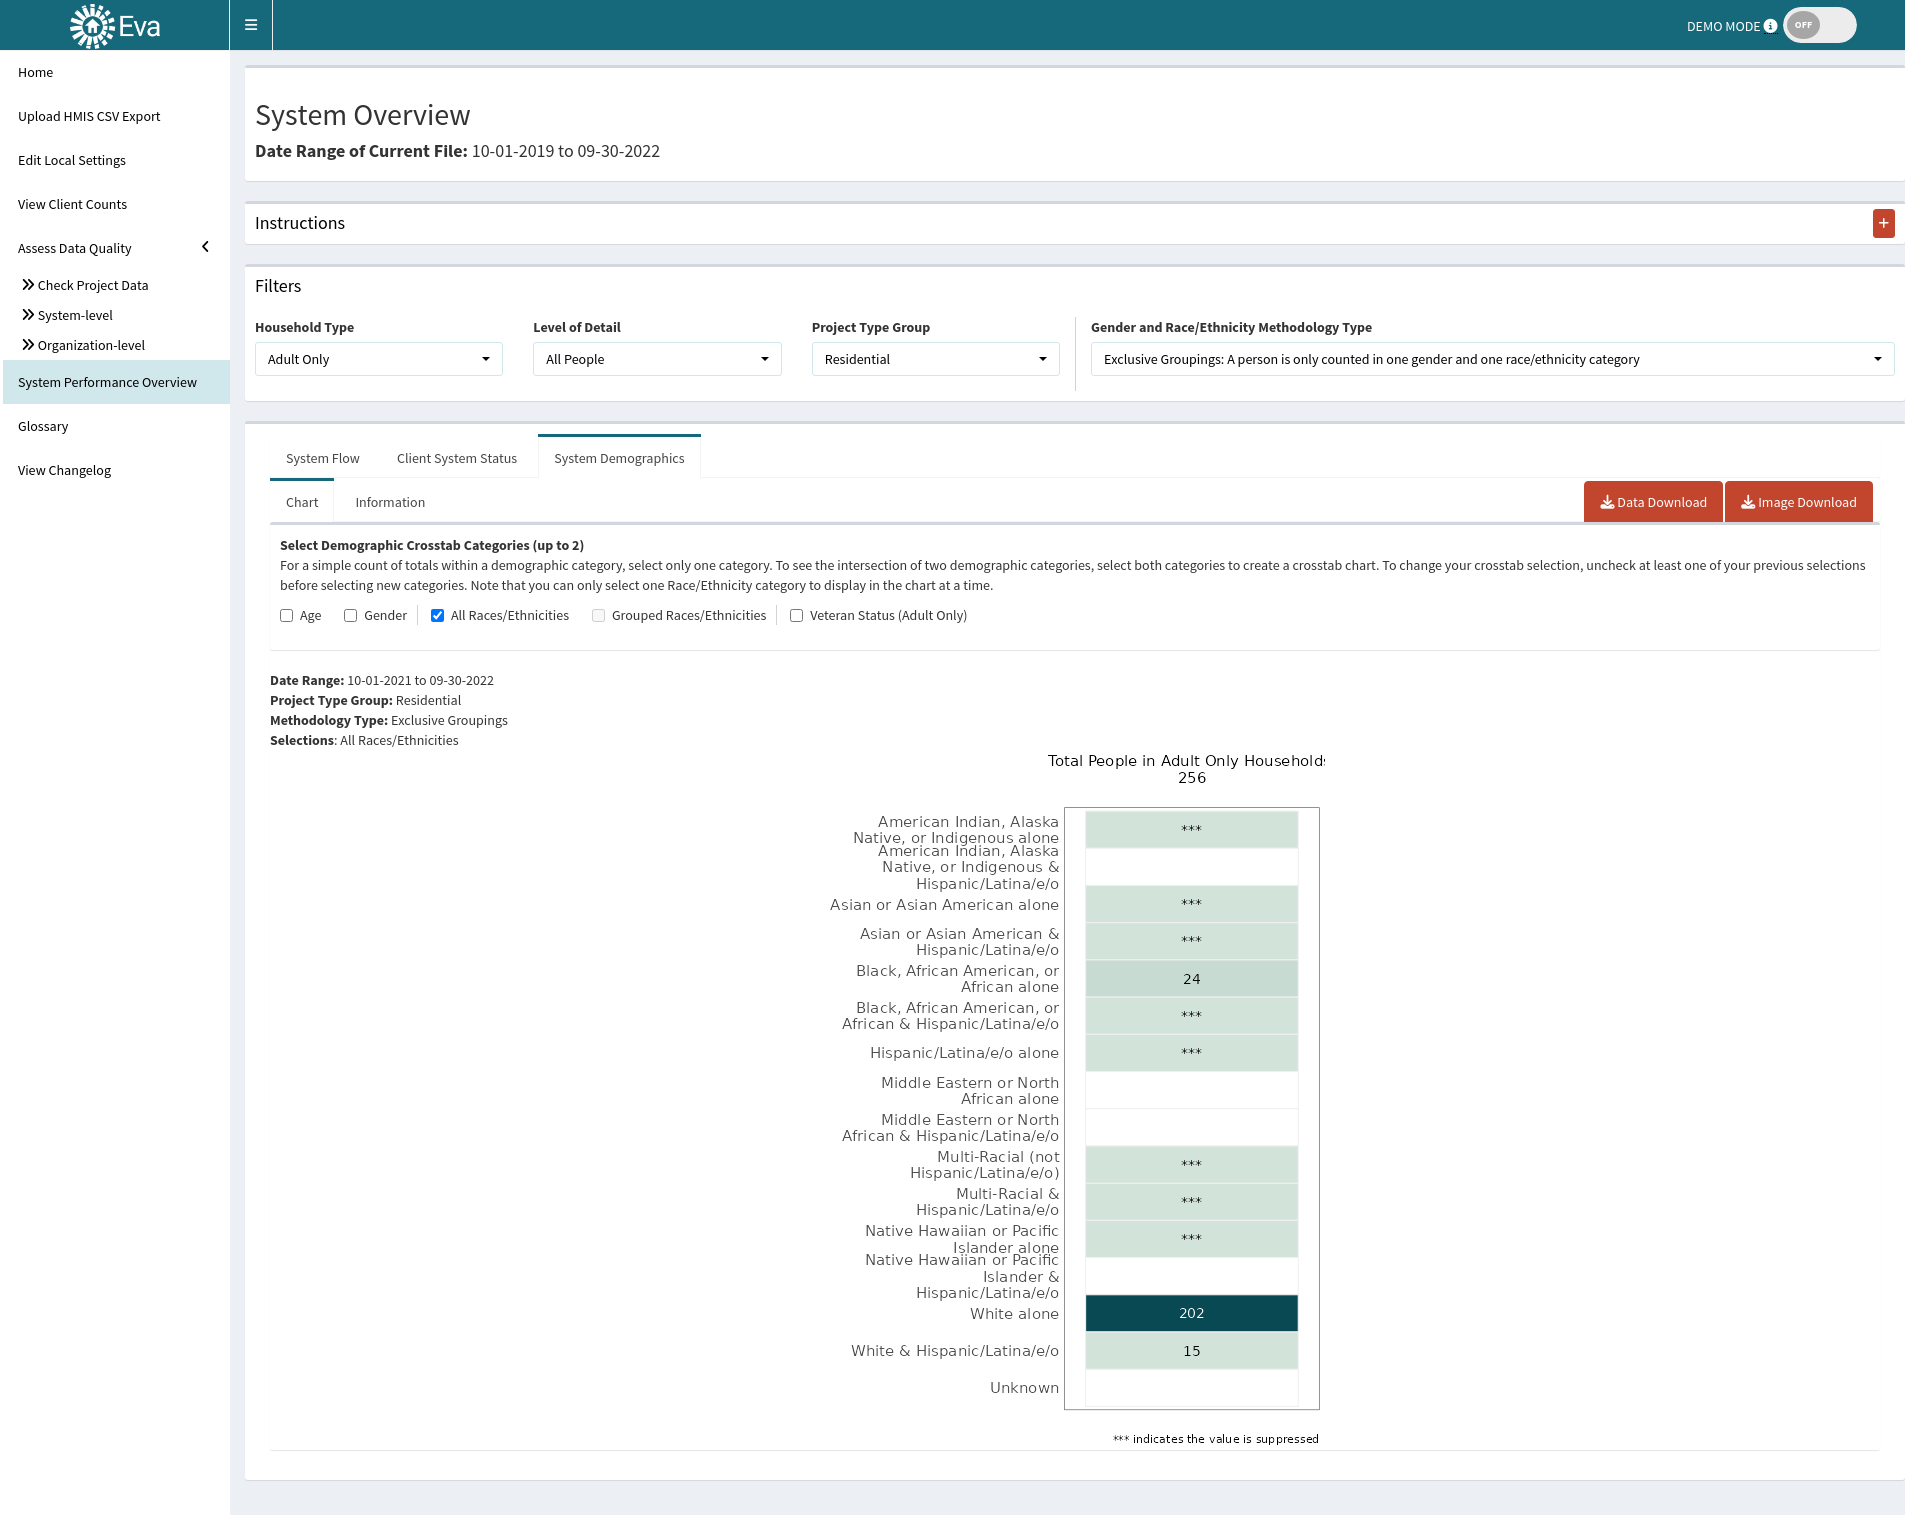 Eva
DEMO MODE
OFF
Home
Upload HMIS CSV Export
Edit Local Settings
View Client Counts
Assess Data Quality
Check Project Data
System-level
Organization-level
System Performance Overview
Glossary
View Changelog
System Overview
Date Range of Current File: 10-01-2019 to 09-30-2022
Instructions
+
Filters
Household Type
Adult Only
Level of Detail
All People
Project Type Group
Residential
Gender and Race/Ethnicity Methodology Type
Exclusive Groupings: A person is only counted in one gender and one race/ethnicity category
System Flow
Client System Status
System Demographics
Chart
Information
Data Download
Image Download
Select Demographic Crosstab Categories (up to 2)
For a simple count of totals within a demographic category, select only one category. To see the intersection of two demographic categories, select both categories to create a crosstab chart. To change your crosstab selection, uncheck at least one of your previous selections
before selecting new categories. Note that you can only select one Race/Ethnicity category to display in the chart at a time.
Age
Gender
All Races/Ethnicities
Grouped Races/Ethnicities
Veteran Status (Adult Only)
Date Range: 10-01-2021 to 09-30-2022
Project Type Group: Residential
Methodology Type: Exclusive Groupings
Selections: All Races/Ethnicities
Total People in Adult Only Households
256
American Indian, Alaska
Native, or Indigenous alone
***
American Indian, Alaska
Native, or Indigenous &
Hispanic/Latina/e/o
Asian or Asian American alone
***
Asian or Asian American &
Hispanic/Latina/e/o
***
Black, African American, or
African alone
24
Black, African American, or
African & Hispanic/Latina/e/o
***
Hispanic/Latina/e/o alone
***
Middle Eastern or North
African alone
Middle Eastern or North
African & Hispanic/Latina/e/o
Multi-Racial (not
Hispanic/Latina/e/o)
***
Multi-Racial &
Hispanic/Latina/e/o
***
Native Hawaiian or Pacific
Islander alone
***
Native Hawaiian or Pacific
Islander &
Hispanic/Latina/e/o
White alone
202
White & Hispanic/Latina/e/o
15
Unknown
*** indicates the value is suppressed